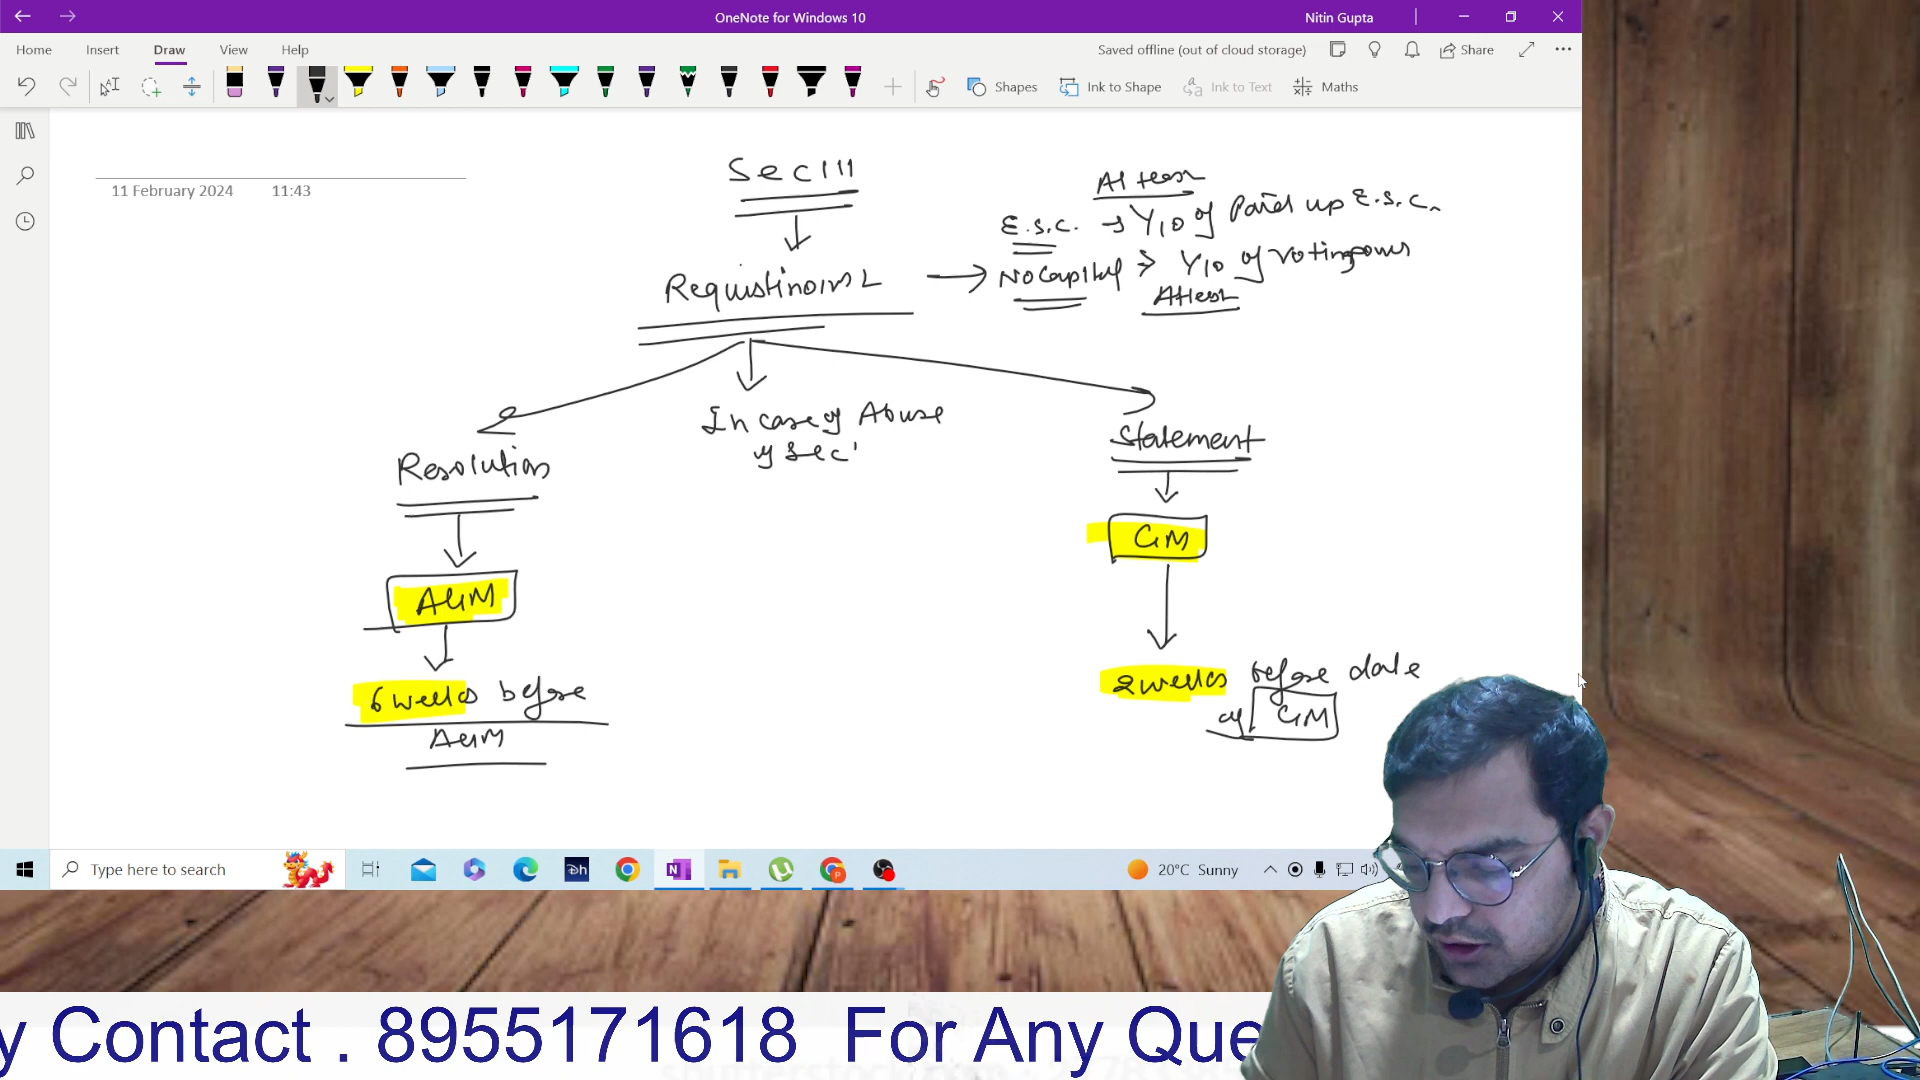 OneNote for Windows 10
Nitin Gupta
Home Insert Draw View Help
Saved offline (out of cloud storage)
Share
Shapes Ink to Shape Ink to Text Maths
11 February 2024 11:43
Sec 111
At least
E.S.C. → 1/10 of Paid up E.S.C.
Requistinoirs L → No Capital → 1/10 of Voting power
Atleast
In case of Abuse
of Sec'
Statement
Resolution
GM
AGM
2 weeks before date
of GM
6 weeks before
AGM
Type here to search
20°C Sunny
y Contact . 8955171618 For Any Que